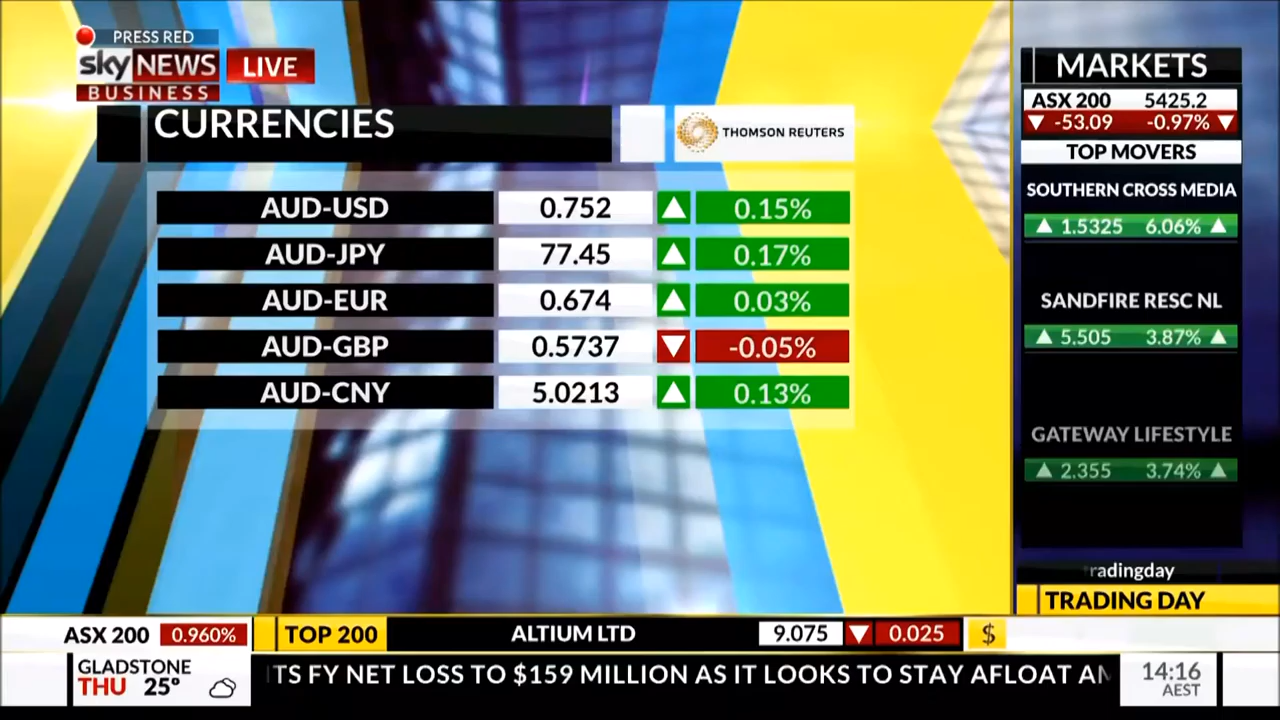 PRESS RED
sky NEWS LIVE
BUSINESS
CURRENCIES
THOMSON REUTERS
AUD-USD 0.752 ▲ 0.15%
AUD-JPY 77.45 ▲ 0.17%
AUD-EUR 0.674 ▲ 0.03%
AUD-GBP 0.5737 ▼ -0.05%
AUD-CNY 5.0213 ▲ 0.13%
MARKETS
ASX 200 5425.2
▼ -53.09 -0.97% ▼
TOP MOVERS
SOUTHERN CROSS MEDIA
▲ 1.5325 6.06% ▲
SANDFIRE RESC NL
▲ 5.505 3.87% ▲
GATEWAY LIFESTYLE
▲ 2.355 3.74% ▲
radingday
TRADING DAY
ASX 200 0.960% TOP 200 ALTIUM LTD 9.075 ▼ 0.025 $
GLADSTONE
THU 25°
TS FY NET LOSS TO $159 MILLION AS IT LOOKS TO STAY AFLOAT AN
14:16
AEST